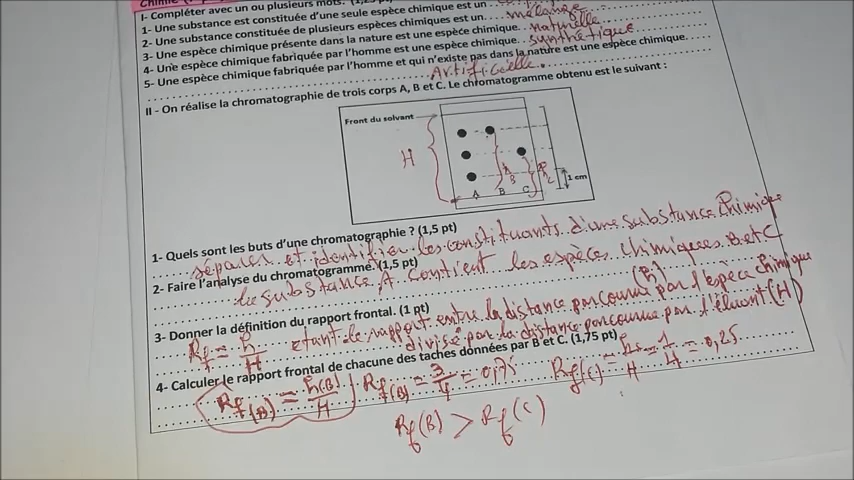 I- Compléter avec un ou plusieurs mots.
1- Une substance est constituée d'une seule espèce chimique est un
2- Une substance constituée de plusieurs espèces chimiques est un.... mélange
3- Une espèce chimique présente dans la nature est une espèce chimique. naturelle
4- Une espèce chimique fabriquée par l'homme est une espèce chimique. synthétique
5- Une espèce chimique fabriquée par l'homme et qui n'existe pas dans la nature est une espèce chimique.
Artificielle.
II - On réalise la chromatographie de trois corps A, B et C. Le chromatogramme obtenu est le suivant :
Front du solvant
H
h B
h C
1 cm
A B C
1- Quels sont les buts d'une chromatographie ? (1,5 pt)
séparer et identifier les constituants d'une substance chimique
2- Faire l'analyse du chromatogramme. (1,5 pt)
la substance A contient les espèces chimiques B et C
3- Donner la définition du rapport frontal. (1 pt)
Rf = h/H étant le rapport entre la distance parcourue par l'espèce chimique (h)
divisé par la distance parcourue par l'éluant (H)
4- Calculer le rapport frontal de chacune des taches données par B et C. (1,75 pt)
Rf(B) = h(B)/H Rf(B) = 3/4 = 0,75 Rf(C) = 1/4 = 0,25
Rf(B) > Rf(C)